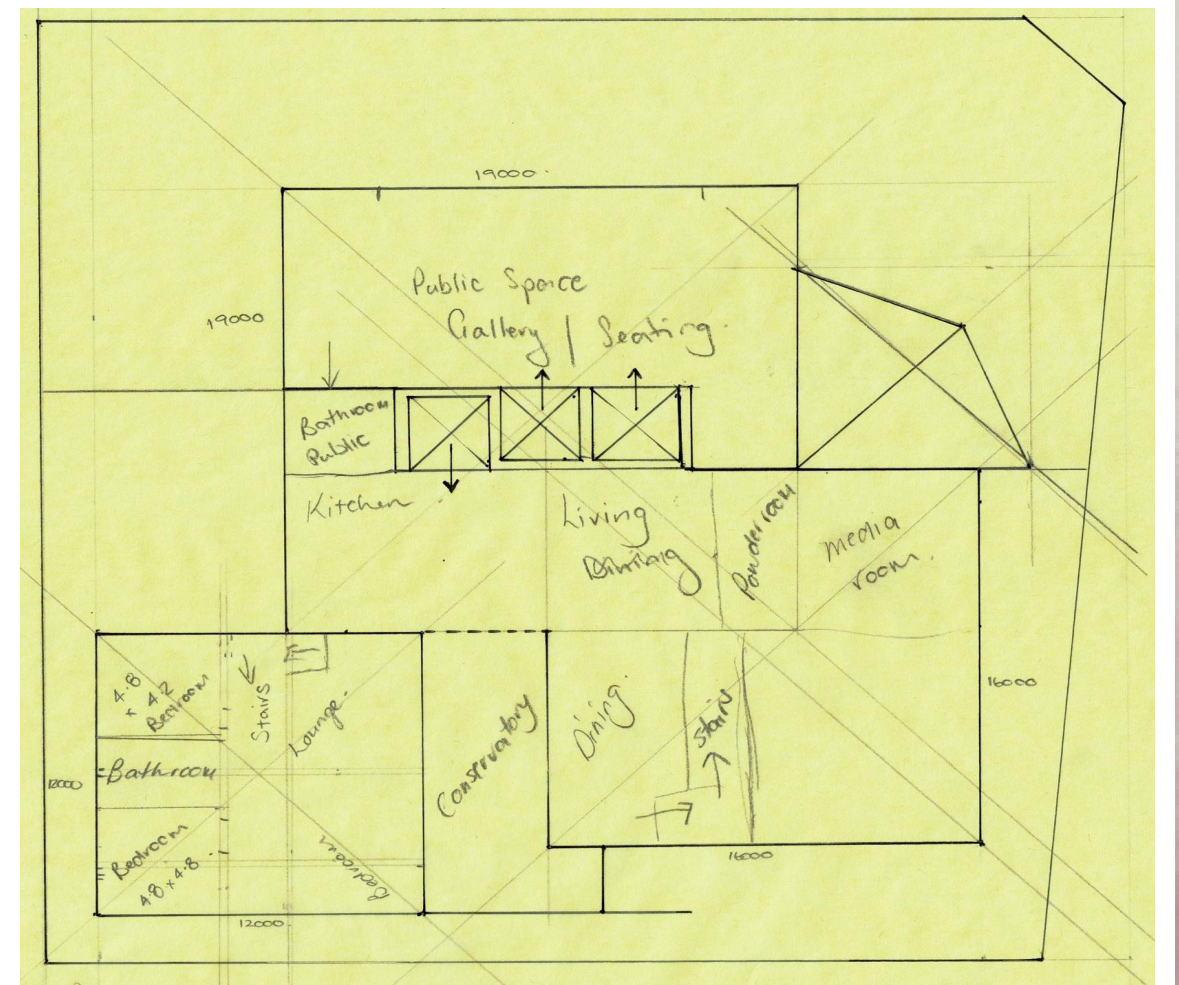 19000
Public Space
Gallery / Seating
19000
Bathroom
Public
Kitchen
Living
Dining
Powder room
media
room.
4.8
x 4.2
Bedroom
Stairs
Lounge.
Conservatory
Dining.
Stairs
16000
Bathroom
12000
Bedroom
4.8 x 4.8
Bedroom
16000
12000